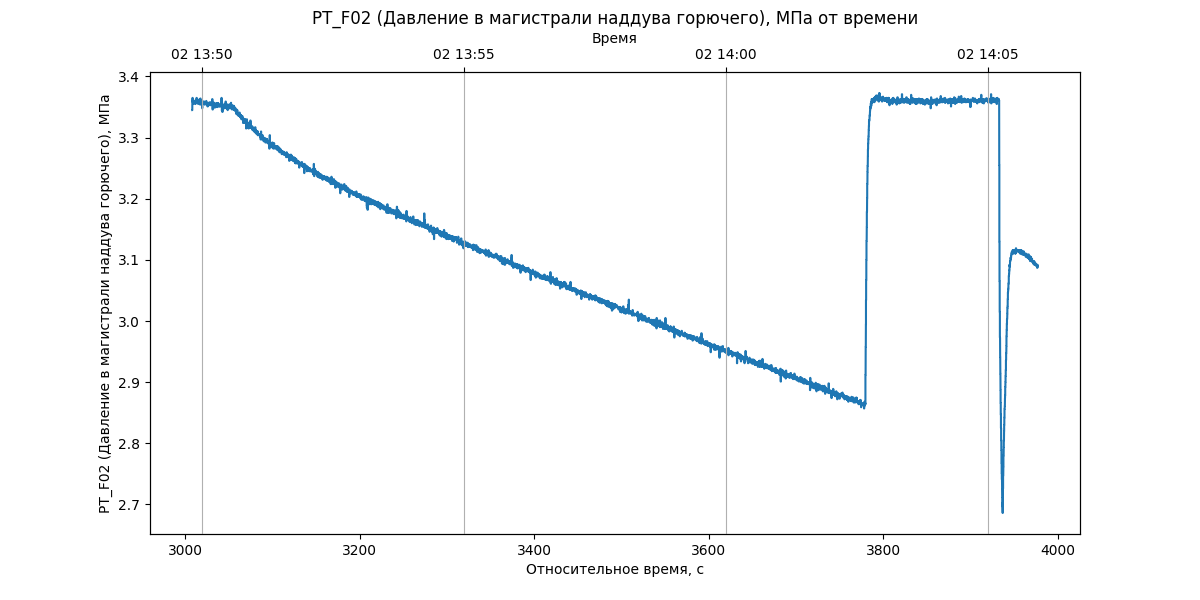 PT_F02 (Давление в магистрали наддува горючего), МПа от времени
Время
02 13:50 02 13:55 02 14:00 02 14:05
3.4
3.3
3.2
3.1
3.0
2.9
2.8
2.7
PT_F02 (Давление в магистрали наддува горючего), МПа
3000 3200 3400 3600 3800 4000
Относительное время, с